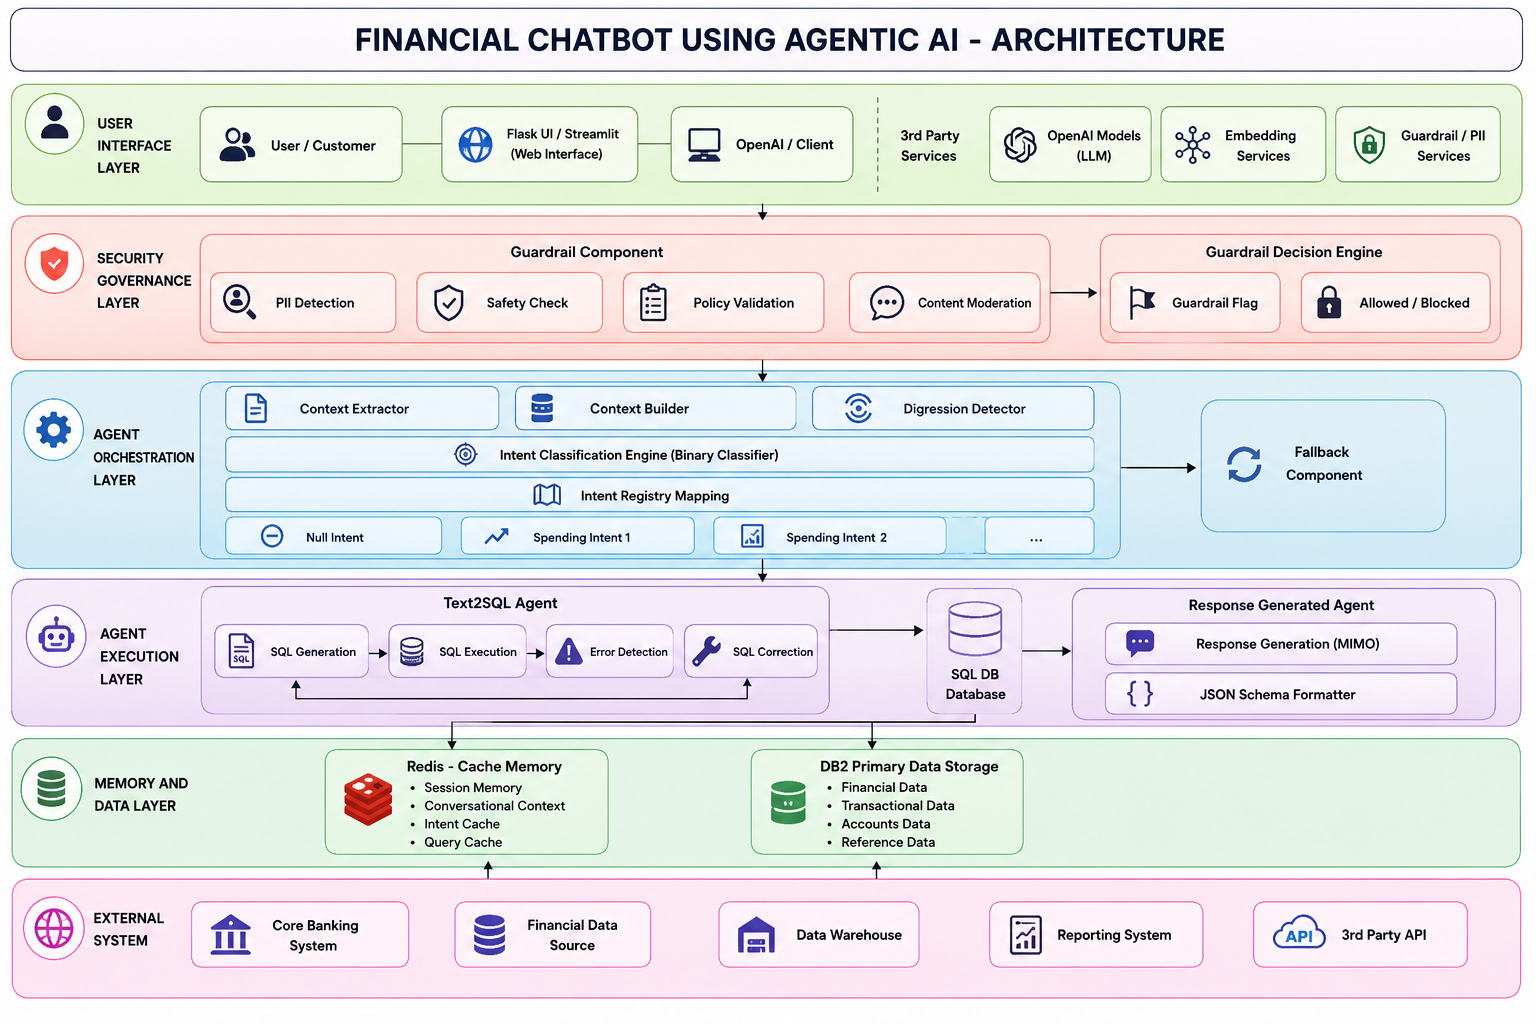 FINANCIAL CHATBOT USING AGENTIC AI - ARCHITECTURE
USER
INTERFACE
LAYER
User / Customer
Flask UI / Streamlit
(Web Interface)
OpenAI / Client
3rd Party
Services
OpenAI Models
(LLM)
Embedding
Services
Guardrail / PII
Services
SECURITY
GOVERNANCE
LAYER
Guardrail Component
PII Detection
Safety Check
Policy Validation
Content Moderation
Guardrail Decision Engine
Guardrail Flag
Allowed / Blocked
AGENT
ORCHESTRATION
LAYER
Context Extractor
Context Builder
Digression Detector
Intent Classification Engine (Binary Classifier)
Intent Registry Mapping
Null Intent
Spending Intent 1
Spending Intent 2
...
Fallback
Component
AGENT
EXECUTION
LAYER
Text2SQL Agent
SQL
SQL Generation
SQL Execution
Error Detection
SQL Correction
SQL DB
Database
Response Generated Agent
Response Generation (MIMO)
{ }
JSON Schema Formatter
MEMORY AND
DATA LAYER
Redis - Cache Memory
• Session Memory
• Conversational Context
• Intent Cache
• Query Cache
DB2 Primary Data Storage
• Financial Data
• Transactional Data
• Accounts Data
• Reference Data
EXTERNAL
SYSTEM
Core Banking
System
Financial Data
Source
Data Warehouse
Reporting System
API
3rd Party API